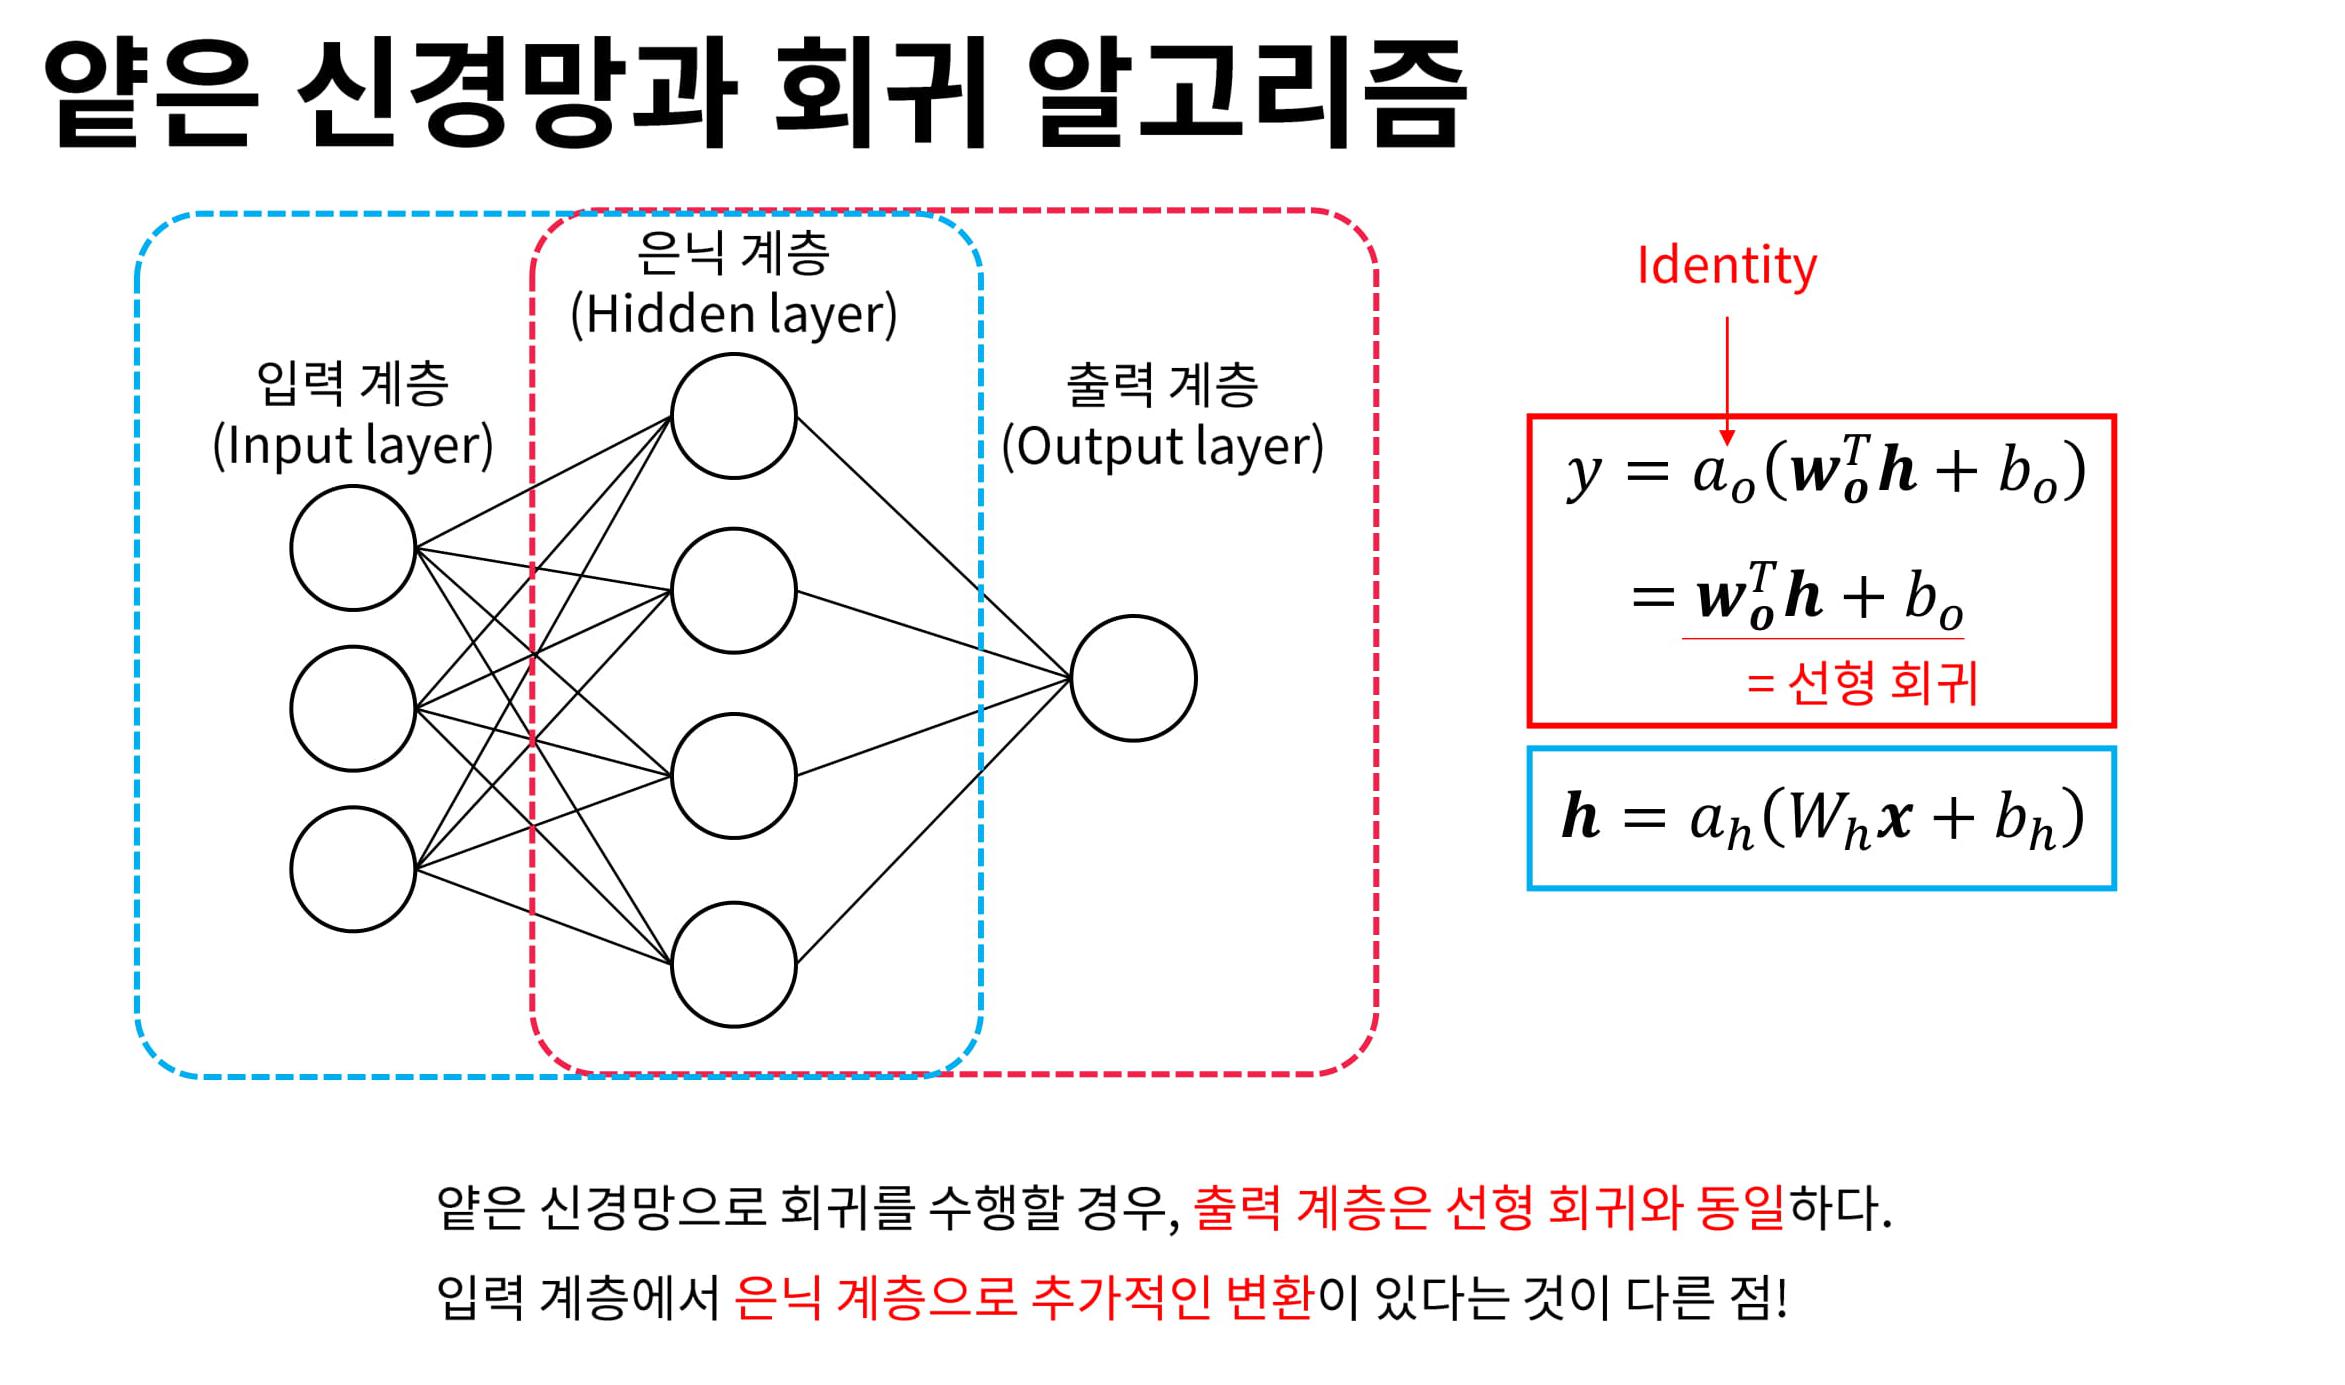 얕은 신경망과 회귀 알고리즘
은닉 계층
(Hidden layer)
입력 계층
(Input layer)
출력 계층
(Output layer)
Identity
y = a_o(w_o^T h + b_o)
= w_o^T h + b_o
= 선형 회귀
h = a_h(W_h x + b_h)
얕은 신경망으로 회귀를 수행할 경우, 출력 계층은 선형 회귀와 동일하다.
입력 계층에서 은닉 계층으로 추가적인 변환이 있다는 것이 다른 점!